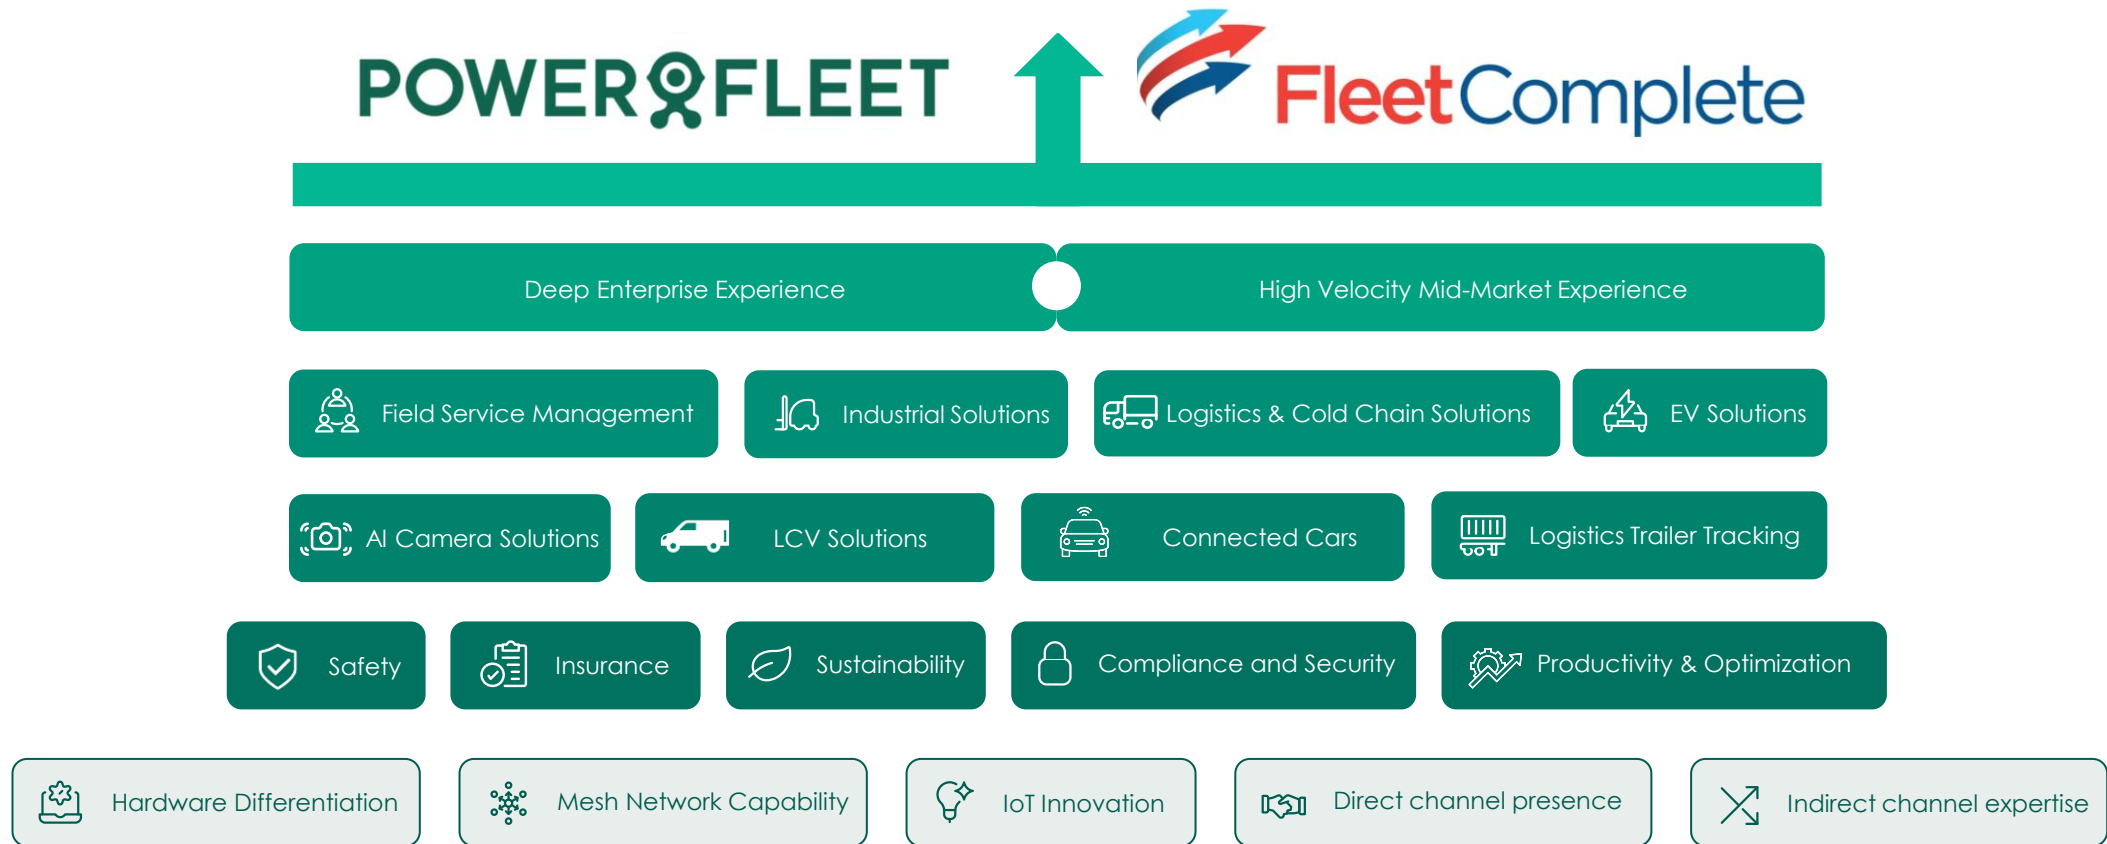 POWERFLEET
FleetComplete
Deep Enterprise Experience
High Velocity Mid-Market Experience
Field Service Management
Industrial Solutions
Logistics & Cold Chain Solutions
EV Solutions
AI Camera Solutions
LCV Solutions
Connected Cars
Logistics Trailer Tracking
Safety
Insurance
Sustainability
Compliance and Security
Productivity & Optimization
Hardware Differentiation
Mesh Network Capability
IoT Innovation
Direct channel presence
Indirect channel expertise